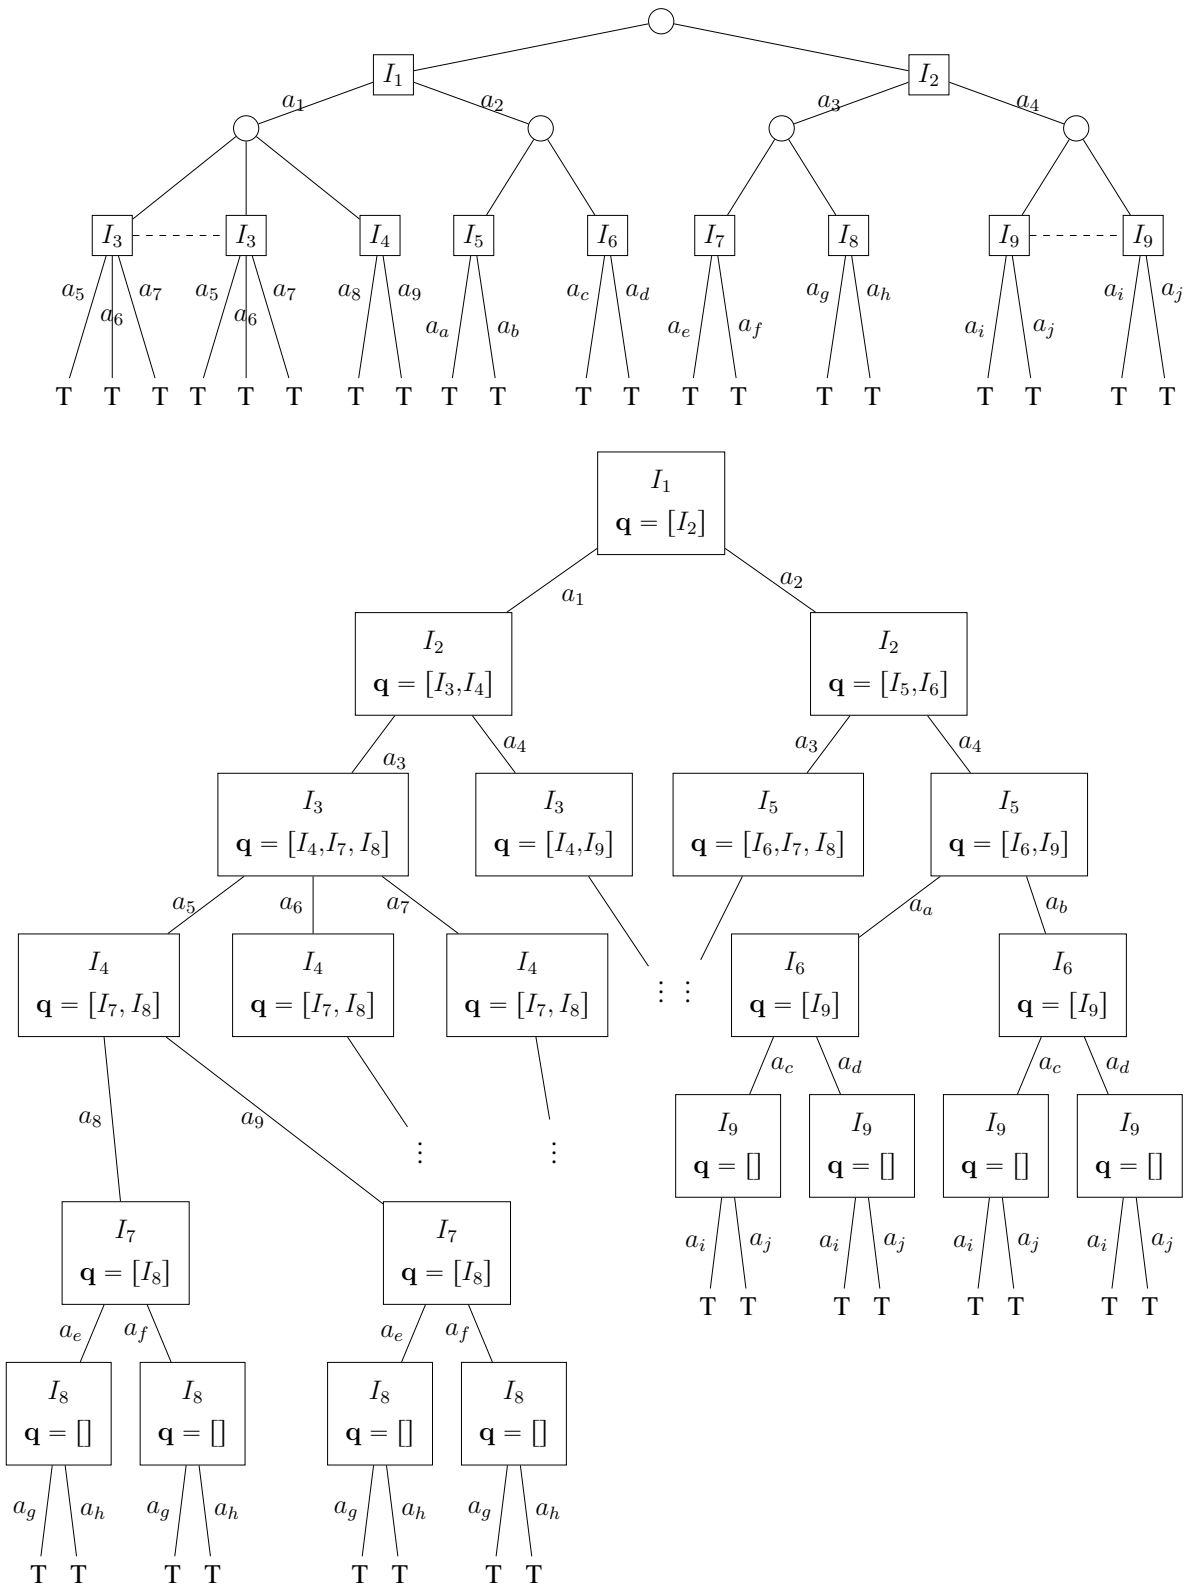 I₁ I₂
a₁ a₂ a₃ a₄
I₃ I₃ I₄ I₅ I₆ I₇ I₈ I₉ I₉
a₅ a₇ a₅ a₇ a₈ a₉ a_c a_d a_g a_h a_i a_j
a₆ a₆ a_a a_b a_e a_f a_i a_j
T T T T T T T T T T T T T T T T T T T T
I₁
q = [I₂]
a₁ a₂
I₂ I₂
q = [I₃,I₄] q = [I₅,I₆]
a₃ a₄ a₃ a₄
I₃ I₃ I₅ I₅
q = [I₄,I₇, I₈] q = [I₄,I₉] q = [I₆,I₇, I₈] q = [I₆,I₉]
a₅ a₆ a₇ a_a a_b
I₄ I₄ I₄ I₆ I₆
q = [I₇, I₈] q = [I₇, I₈] q = [I₇, I₈] ⋮ ⋮ q = [I₉] q = [I₉]
a_c a_d a_c a_d
a₈ a₉ I₉ I₉ I₉ I₉
⋮ ⋮ q = [] q = [] q = [] q = []
I₇ I₇ a_i a_j a_i a_j a_i a_j a_i a_j
q = [I₈] q = [I₈] T T T T T T T T
a_e a_f a_e a_f
I₈ I₈ I₈ I₈
q = [] q = [] q = [] q = []
a_g a_h a_g a_h a_g a_h a_g a_h
T T T T T T T T